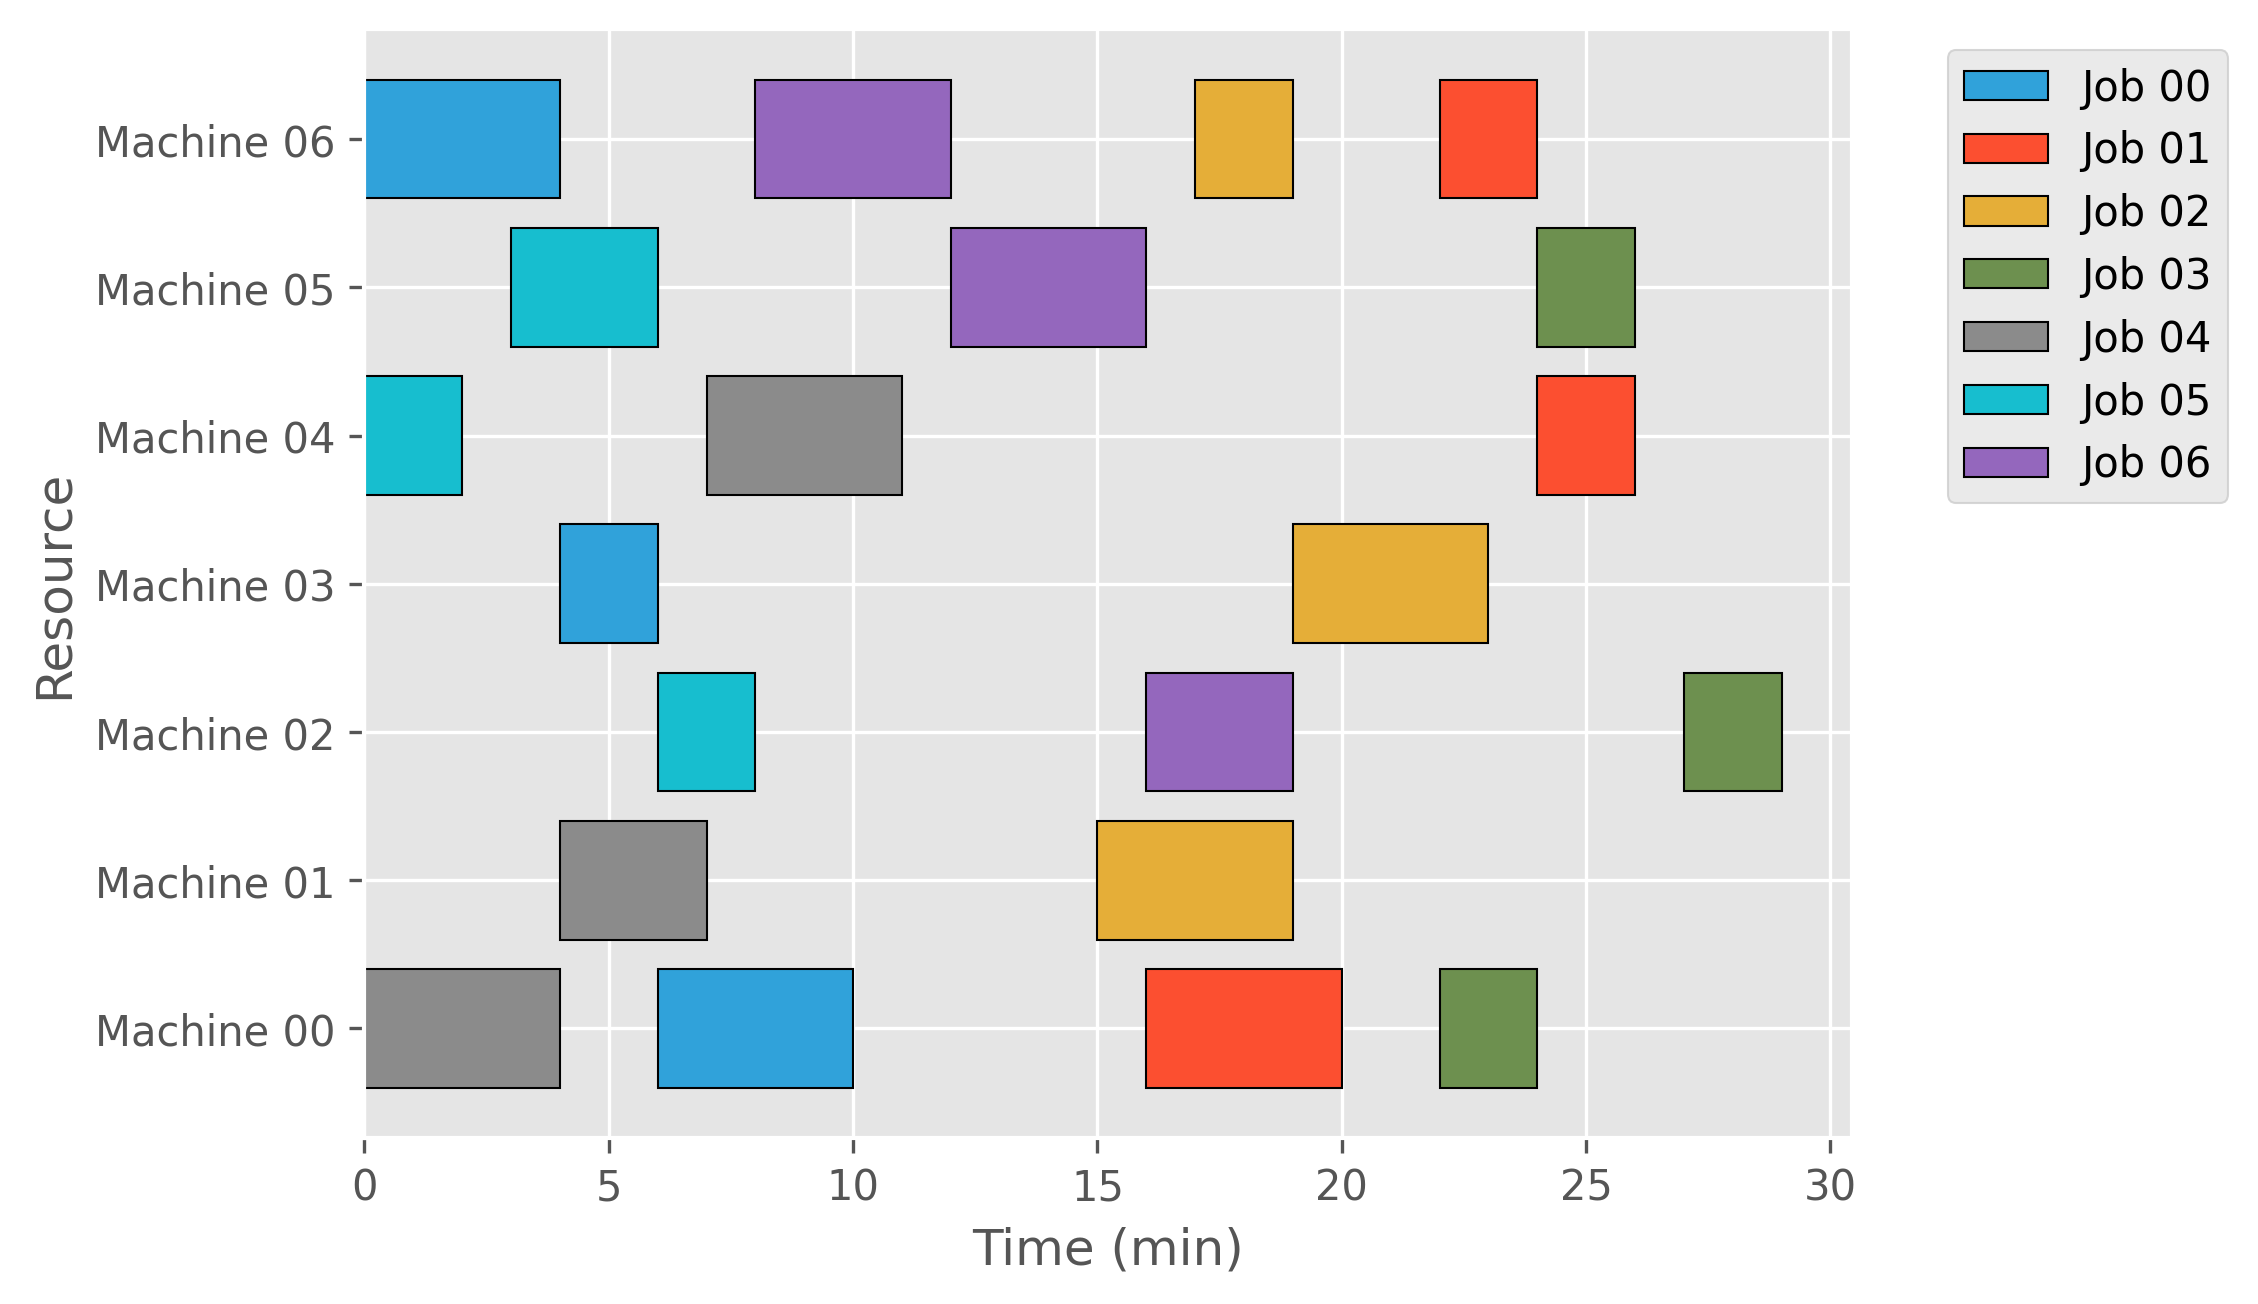 Machine 06
Machine 05
Machine 04
Machine 03
Machine 02
Machine 01
Machine 00
Resource
0 5 10 15 20 25 30
Time (min)
Job 00
Job 01
Job 02
Job 03
Job 04
Job 05
Job 06